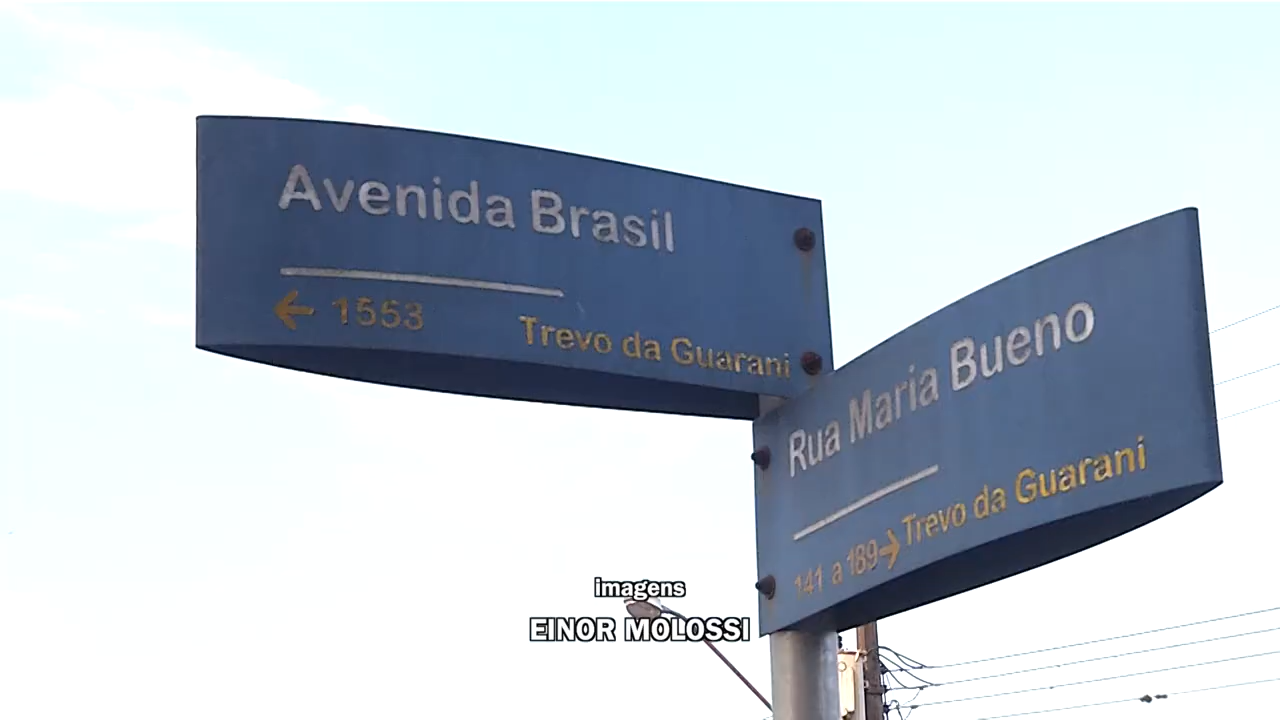 Avenida Brasil
← 1553
Trevo da Guarani
Rua Maria Bueno
141 a 189→
Trevo da Guarani
imagens
EINOR MOLOSSI